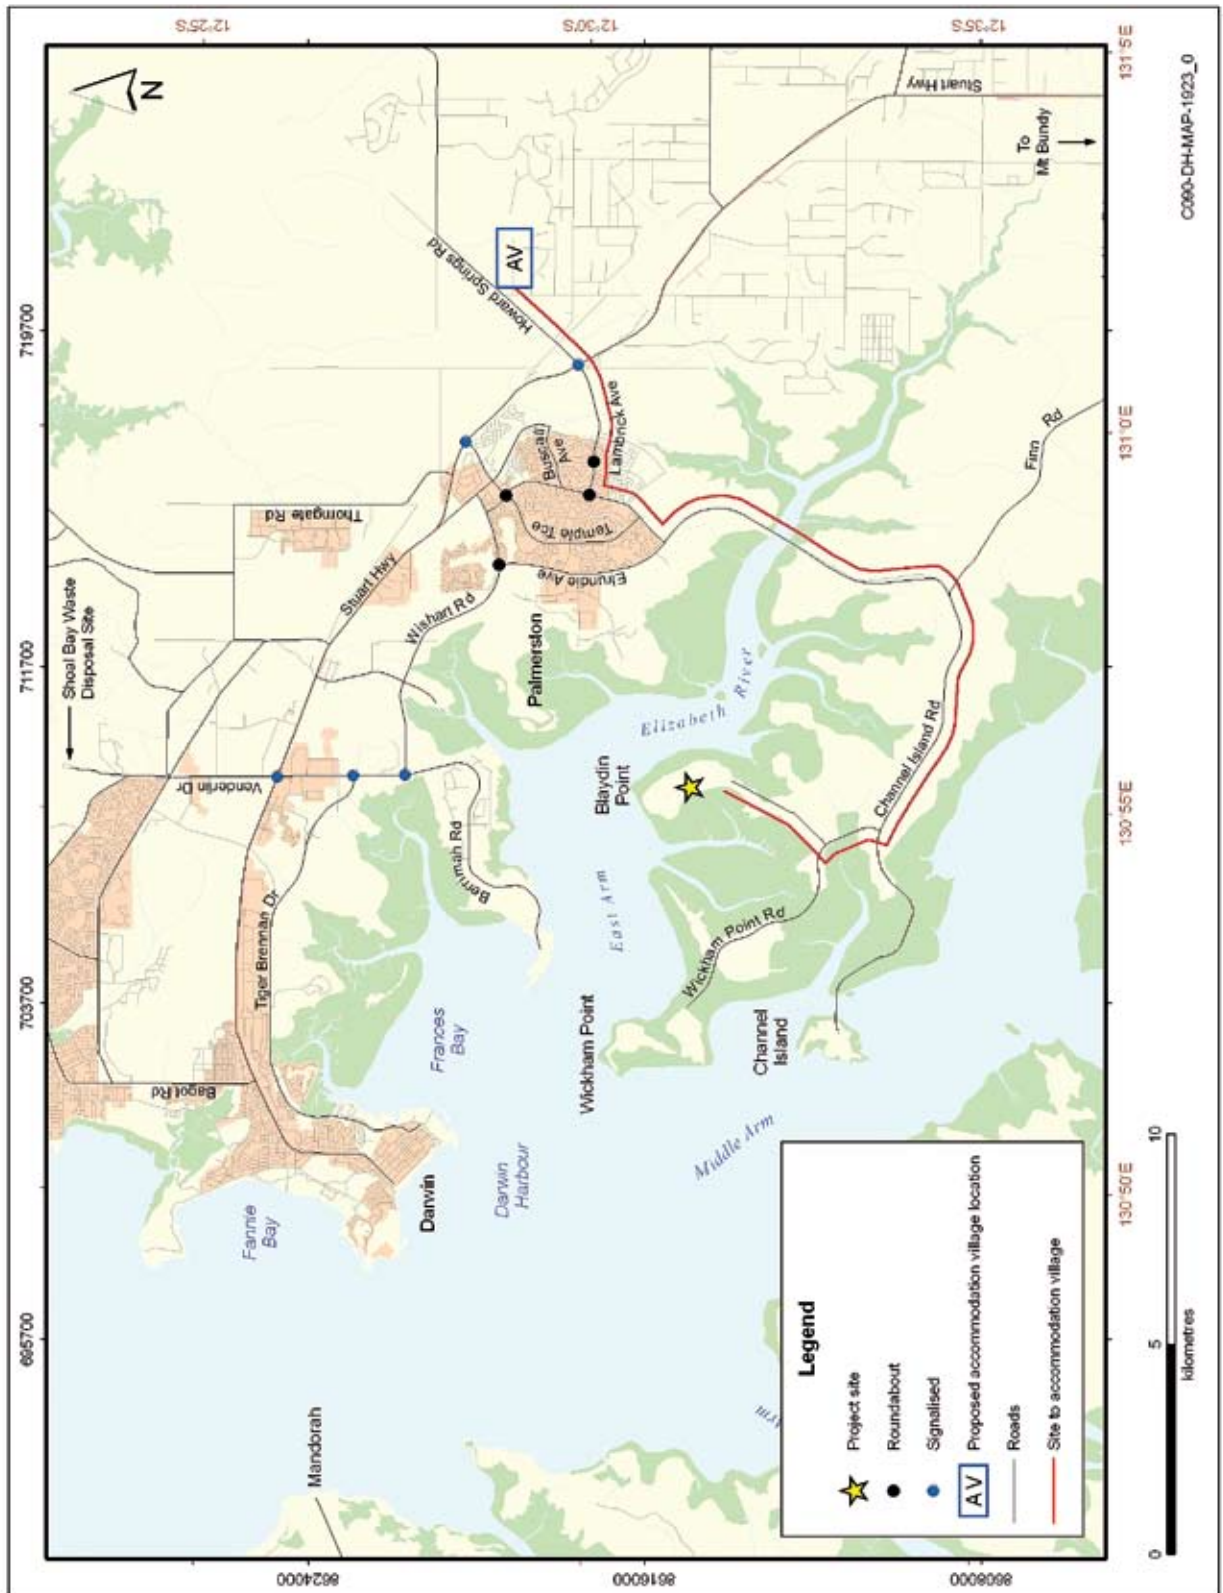 12°25'S
12°30'S
12°35'S
719700
711700
703700
695700
131°5'E
131°0'E
130°55'E
130°50'E
8624000
8616000
8608000
N
Shoal Bay Waste
Disposal Site
Thorngate Rd
Stuart Hwy
Howard Springs Rd
AV
Stuart Hwy
To
Mt Bundy
Lambrick Ave
Temple Tce
Elrundie Ave
Wishart Rd
Palmerston
Finn
Rd
Vanderlin Dr
Berrimah Rd
Tiger Brennan Dr
Bagot Rd
Blaydin
Point
Elizabeth
River
East Arm
Channel Island Rd
Wickham Point Rd
Wickham Point
Channel
Island
Frances
Bay
Fannie
Bay
Darwin
Darwin
Harbour
Middle Arm
Mandorah
Legend
Project site
Roundabout
Signalised
AV
Proposed accommodation village location
Roads
Site to accommodation village
0
5
10
kilometres
C090-DH-MAP-1923_0